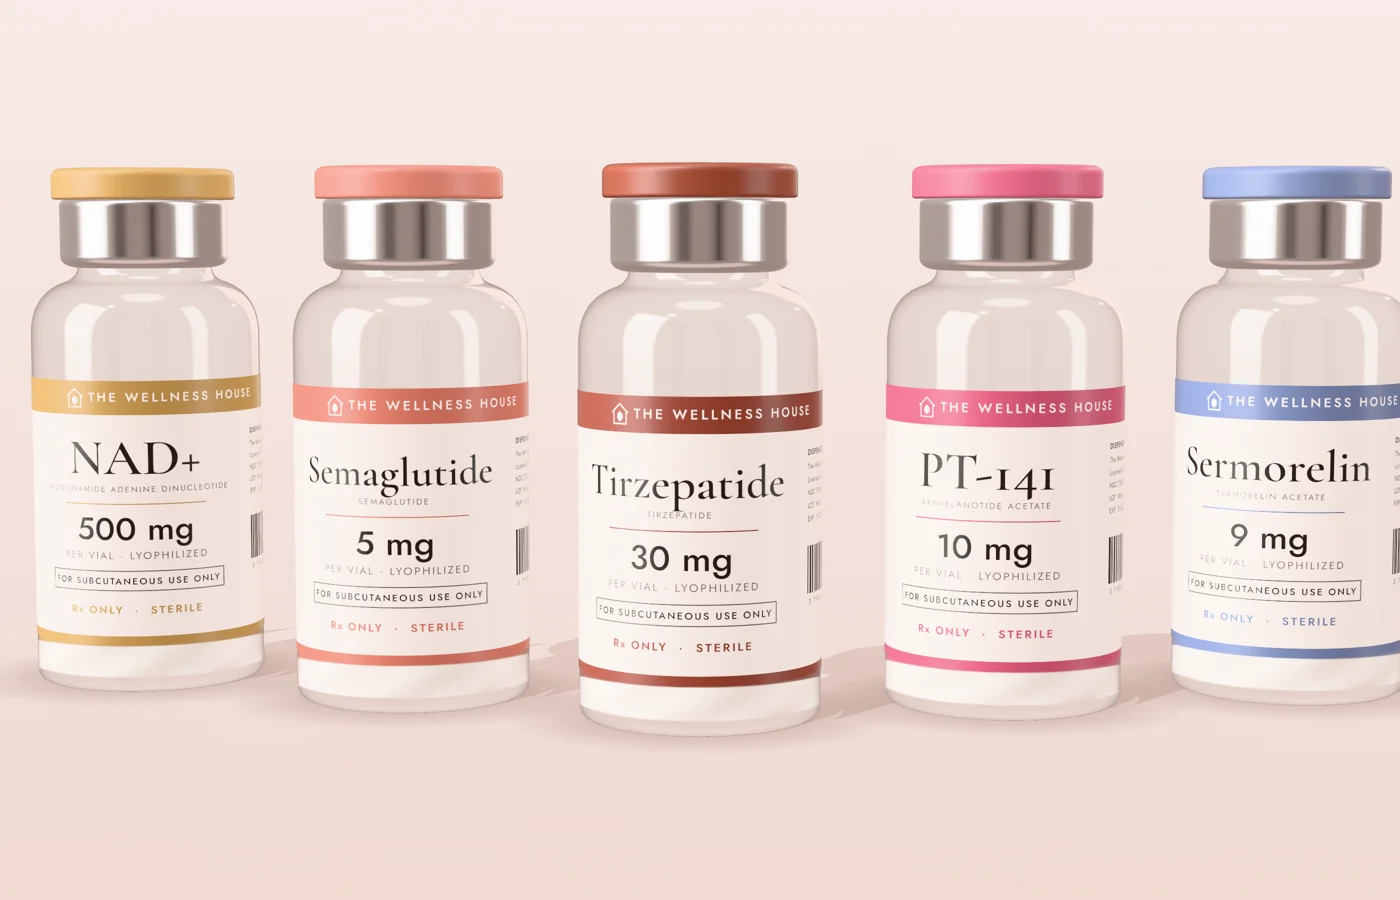 THE WELLNESS HOUSE
NAD+
NICOTINAMIDE ADENINE DINUCLEOTIDE
500 mg
PER VIAL · LYOPHILIZED
FOR SUBCUTANEOUS USE ONLY
Rx ONLY · STERILE
THE WELLNESS HOUSE
Semaglutide
SEMAGLUTIDE
5 mg
PER VIAL · LYOPHILIZED
FOR SUBCUTANEOUS USE ONLY
Rx ONLY · STERILE
THE WELLNESS HOUSE
Tirzepatide
TIRZEPATIDE
30 mg
PER VIAL · LYOPHILIZED
FOR SUBCUTANEOUS USE ONLY
Rx ONLY · STERILE
THE WELLNESS HOUSE
PT-141
BREMELANOTIDE ACETATE
10 mg
PER VIAL · LYOPHILIZED
FOR SUBCUTANEOUS USE ONLY
Rx ONLY · STERILE
THE WELLNESS HOUSE
Sermorelin
SERMORELIN ACETATE
9 mg
PER VIAL · LYOPHILIZED
FOR SUBCUTANEOUS USE ONLY
Rx ONLY · STERILE